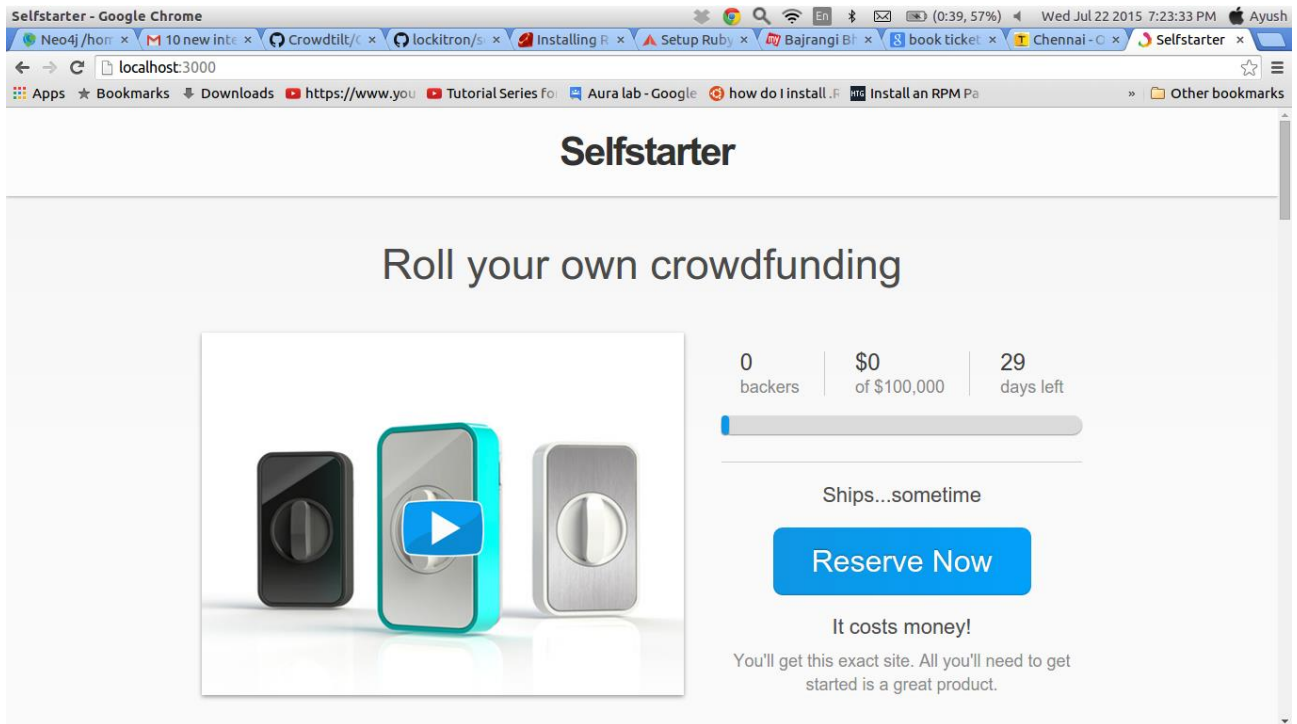 Selfstarter - Google Chrome
En (0:39, 57%) Wed Jul 22 2015 7:23:33 PM Ayush
Neo4j /hom 10 new inte Crowdtilt/C lockitron/s Installing R Setup Ruby Bajrangi Bh book ticket Chennai - Selfstarter
localhost:3000
Apps Bookmarks Downloads https://www.you Tutorial Series fo Aura lab - Google how do I install .R HTG Install an RPM Pa » Other bookmarks
Selfstarter
Roll your own crowdfunding
0 $0 29
backers of $100,000 days left
Ships...sometime
Reserve Now
It costs money!
You'll get this exact site. All you'll need to get
started is a great product.